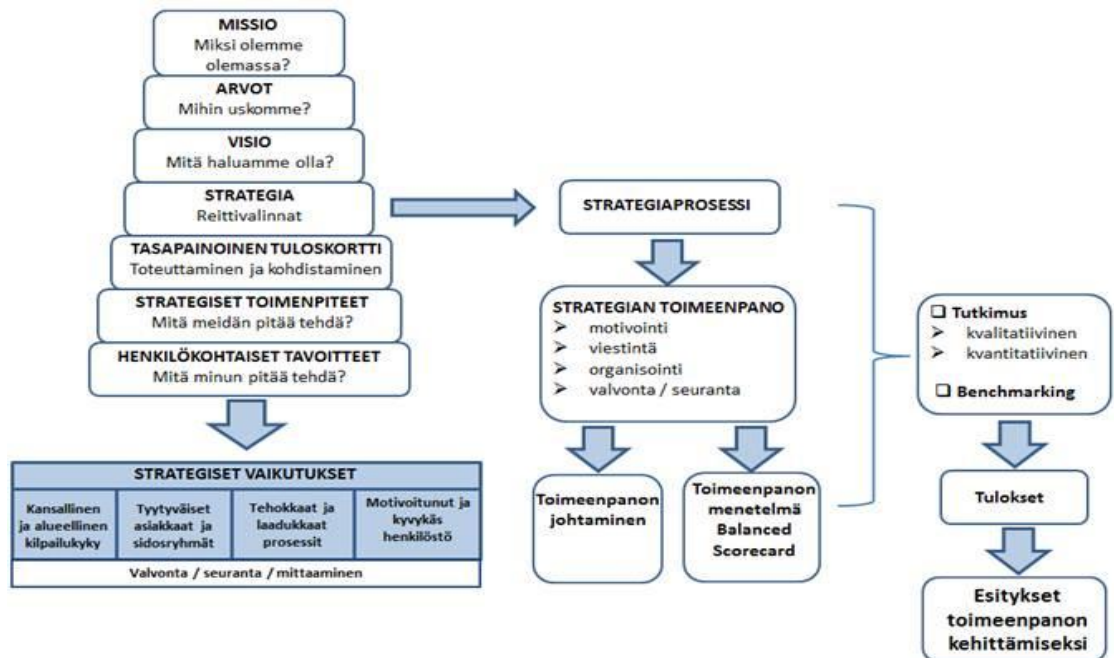 MISSIO
Miksi olemme
olemassa?
ARVOT
Mihin uskomme?
VISIO
Mitä haluamme olla?
STRATEGIA
Reittivalinnat
TASAPAINOINEN TULOSKORTTI
Toteuttaminen ja kohdistaminen
STRATEGISET TOIMENPITEET
Mitä meidän pitää tehdä?
HENKILÖKOHTAISET TAVOITTEET
Mitä minun pitää tehdä?
STRATEGISET VAIKUTUKSET
Kansallinen
ja alueellinen
kilpailukyky
Tyytyväiset
asiakkaat ja
sidosryhmät
Tehokkaat ja
laadukkaat
prosessit
Motivoitunut ja
kyvykäs
henkilöstö
Valvonta / seuranta / mittaaminen
STRATEGIAPROSESSI
STRATEGIAN TOIMEENPANO
➢ motivointi
➢ viestintä
➢ organisointi
➢ valvonta / seuranta
Toimeenpanon
johtaminen
Toimeenpanon
menetelmä
Balanced
Scorecard
❑ Tutkimus
➢ kvalitatiivinen
➢ kvantitatiivinen
❑ Benchmarking
Tulokset
Esitykset
toimeenpanon
kehittämiseksi